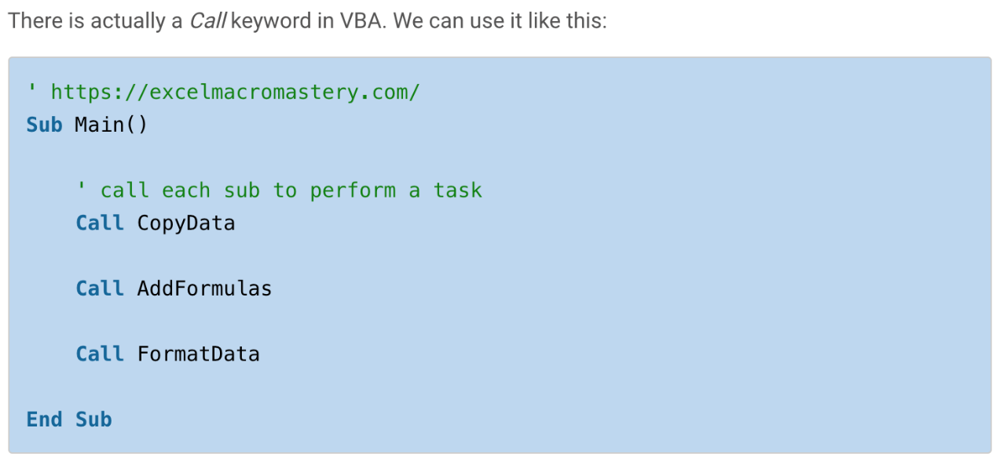 There is actually a Call keyword in VBA. We can use it like this:
' https://excelmacromastery.com/
Sub Main()
' call each sub to perform a task
Call CopyData
Call AddFormulas
Call FormatData
End Sub